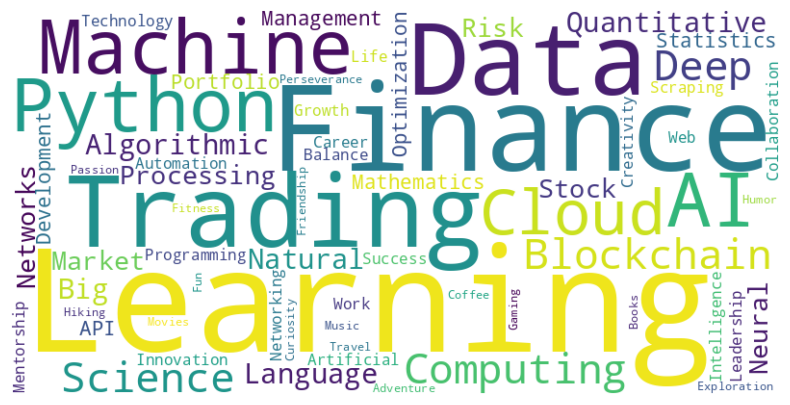 Technology
Management
Quantitative
Machine
Data
Risk
Statistics
Life
Deep
Portfolio
Perseverance
Optimization
Python
Finance
Scraping
Growth
Collaboration
Creativity
Development
Algorithmic
Career
Web
Balance
Automation
Passion
Processing
Mathematics
Stock
Networks
Trading
Friendship
Cloud
AI
Humor
Fitness
Market
Programming
Natural
Success
Blockchain
Big
Learning
Fun
Networking
Intelligence
Neural
Hiking
Coffee
Leadership
Mentorship
API
Movies
Curiosity
Work
Music
Gaming
Books
Travel
Innovation
Artificial
Science
Language
Computing
Adventure
Exploration